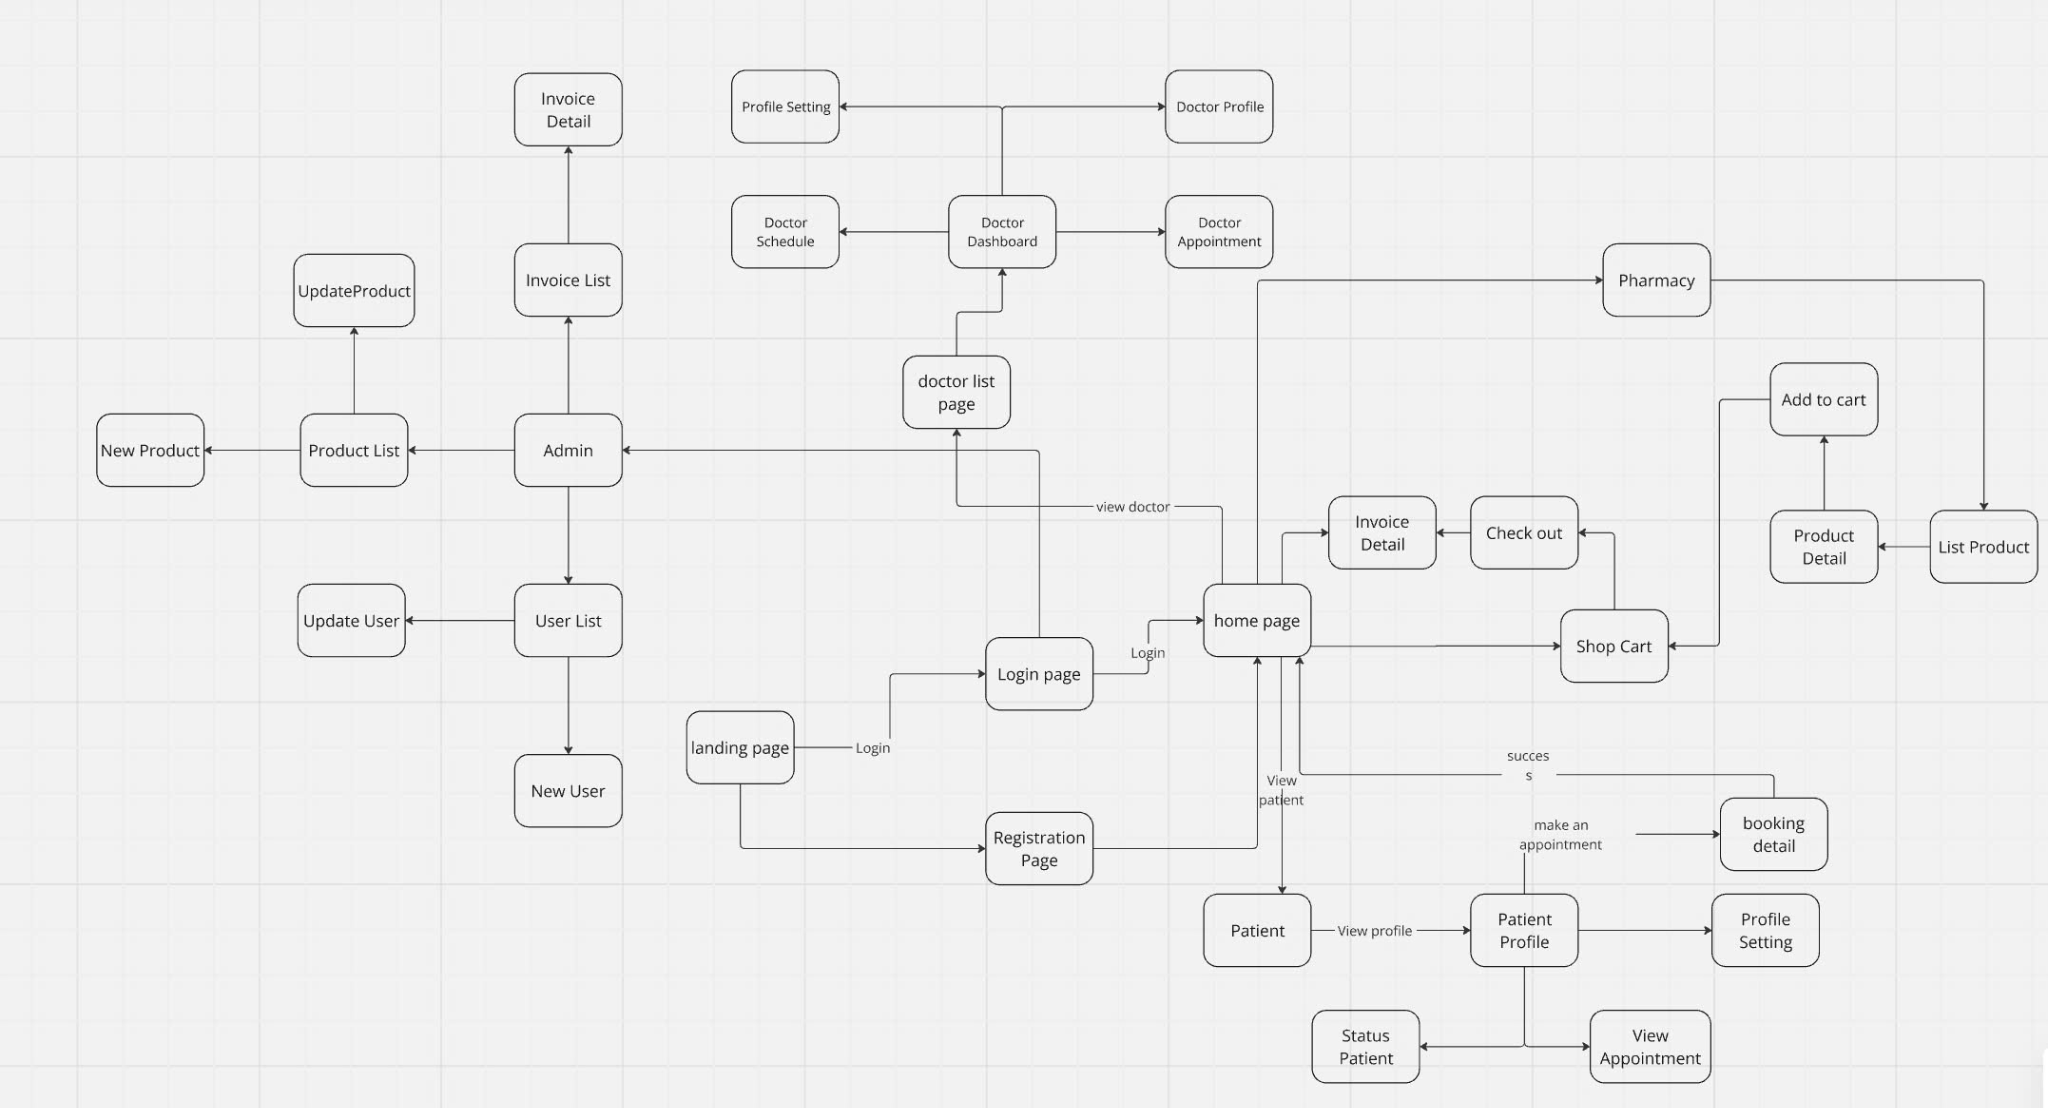 Invoice
Detail
Profile Setting
Doctor Profile
Doctor
Schedule
Doctor
Dashboard
Doctor
Appointment
UpdateProduct
Invoice List
Pharmacy
doctor list
page
Add to cart
New Product
Product List
Admin
view doctor
Invoice
Detail
Check out
Product
Detail
List Product
Update User
User List
home page
Login
Shop Cart
Login page
landing page
Login
succes
s
View
patient
New User
make an
appointment
booking
detail
Registration
Page
Patient
View profile
Patient
Profile
Profile
Setting
Status
Patient
View
Appointment